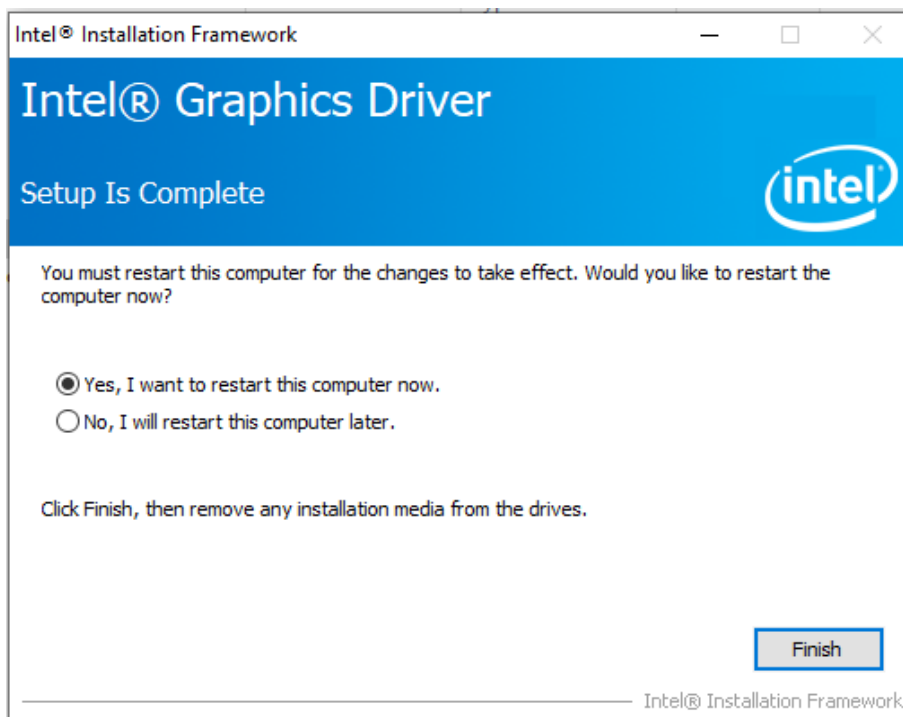 Intel® Installation Framework
Intel® Graphics Driver
Setup Is Complete
intel
You must restart this computer for the changes to take effect. Would you like to restart the
computer now?
Yes, I want to restart this computer now.
No, I will restart this computer later.
Click Finish, then remove any installation media from the drives.
Finish
Intel® Installation Framework